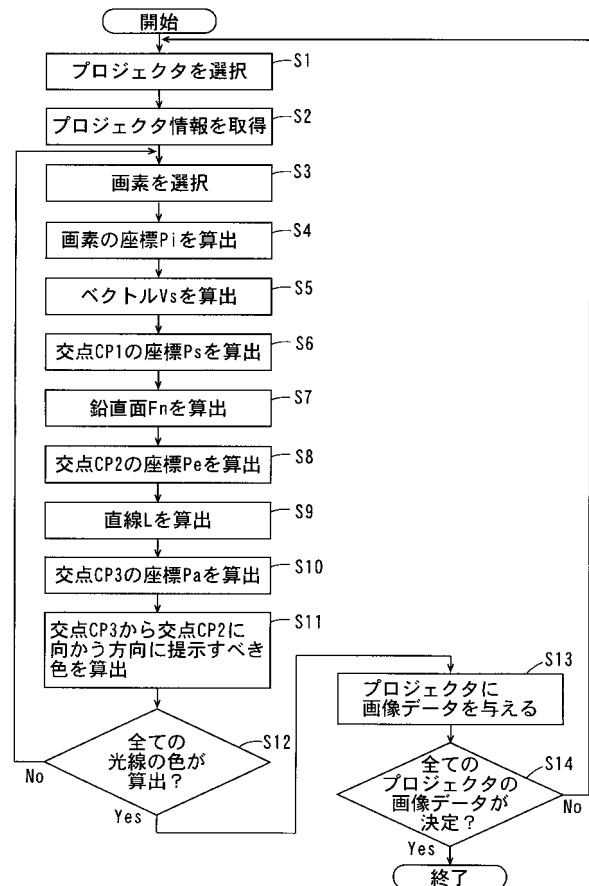 開始
プロジェクタを選択
S1
プロジェクタ情報を取得
S2
画素を選択
S3
画素の座標Piを算出
S4
ベクトルVsを算出
S5
交点CP1の座標Psを算出
S6
鉛直面Fnを算出
S7
交点CP2の座標Peを算出
S8
直線Lを算出
S9
交点CP3の座標Paを算出
S10
交点CP3から交点CP2に
向かう方向に提示すべき
色を算出
S11
全ての
光線の色が
算出?
S12
No
Yes
プロジェクタに
画像データを与える
S13
全ての
プロジェクタの
画像データが
決定?
S14
No
Yes
終了